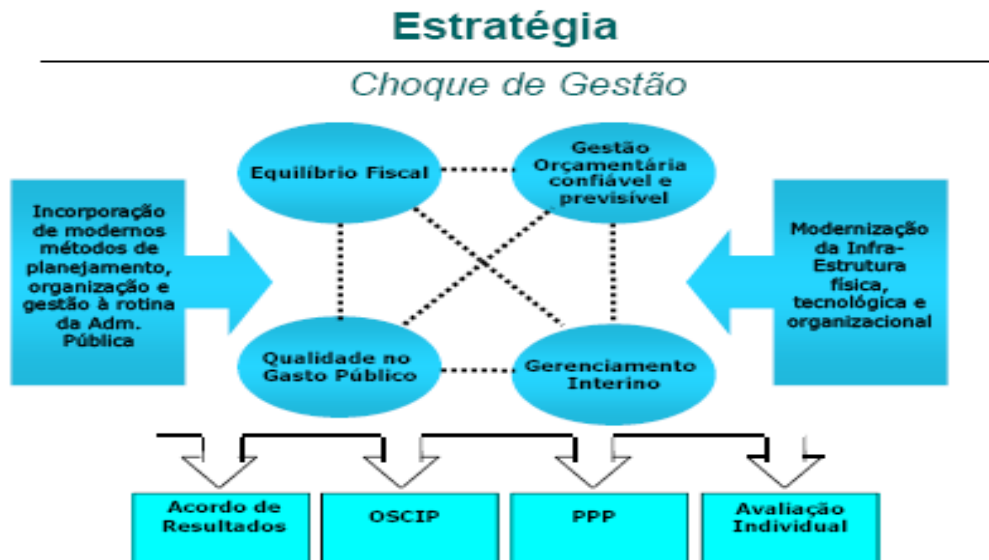 Estratégia
Choque de Gestão
Equilíbrio Fiscal
Gestão
Orçamentária
confiável e
previsível
Incorporação
de modernos
métodos de
planejamento,
organização e
gestão à rotina
da Adm.
Pública
Modernização
da Infra-
Estrutura
física,
tecnológica e
organizacional
Qualidade no
Gasto Público
Gerenciamento
Interino
Acordo de
Resultados
OSCIP
PPP
Avaliação
Individual